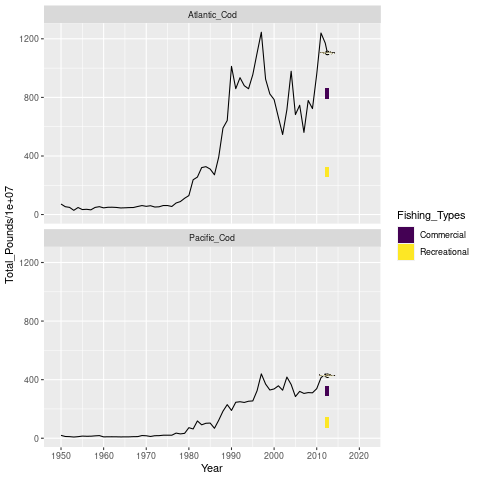 Atlantic_Cod
1200
800
400
0
Pacific_Cod
1200
800
400
0
1950 1960 1970 1980 1990 2000 2010 2020
Year
Total_Pounds/1e+07
Fishing_Types
Commercial
Recreational